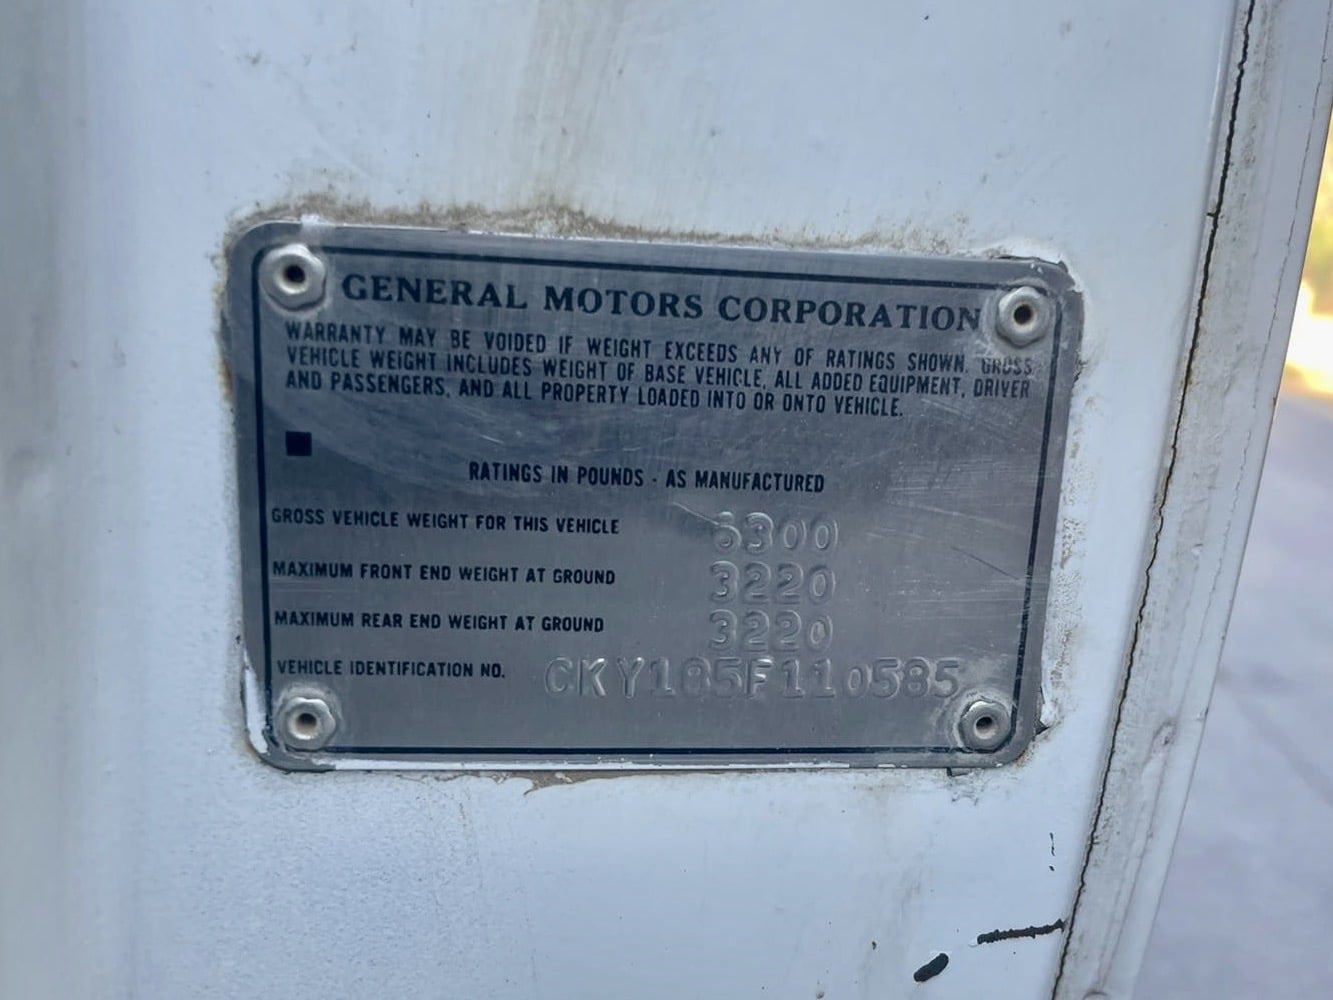 GENERAL MOTORS CORPORATION
WARRANTY MAY BE VOIDED IF WEIGHT EXCEEDS ANY OF RATINGS SHOWN. GROSS
VEHICLE WEIGHT INCLUDES WEIGHT OF BASE VEHICLE, ALL ADDED EQUIPMENT, DRIVER
AND PASSENGERS, AND ALL PROPERTY LOADED INTO OR ONTO VEHICLE.
RATINGS IN POUNDS - AS MANUFACTURED
GROSS VEHICLE WEIGHT FOR THIS VEHICLE
MAXIMUM FRONT END WEIGHT AT GROUND 3220
MAXIMUM REAR END WEIGHT AT GROUND 3220
VEHICLE IDENTIFICATION NO. CKY185F110585